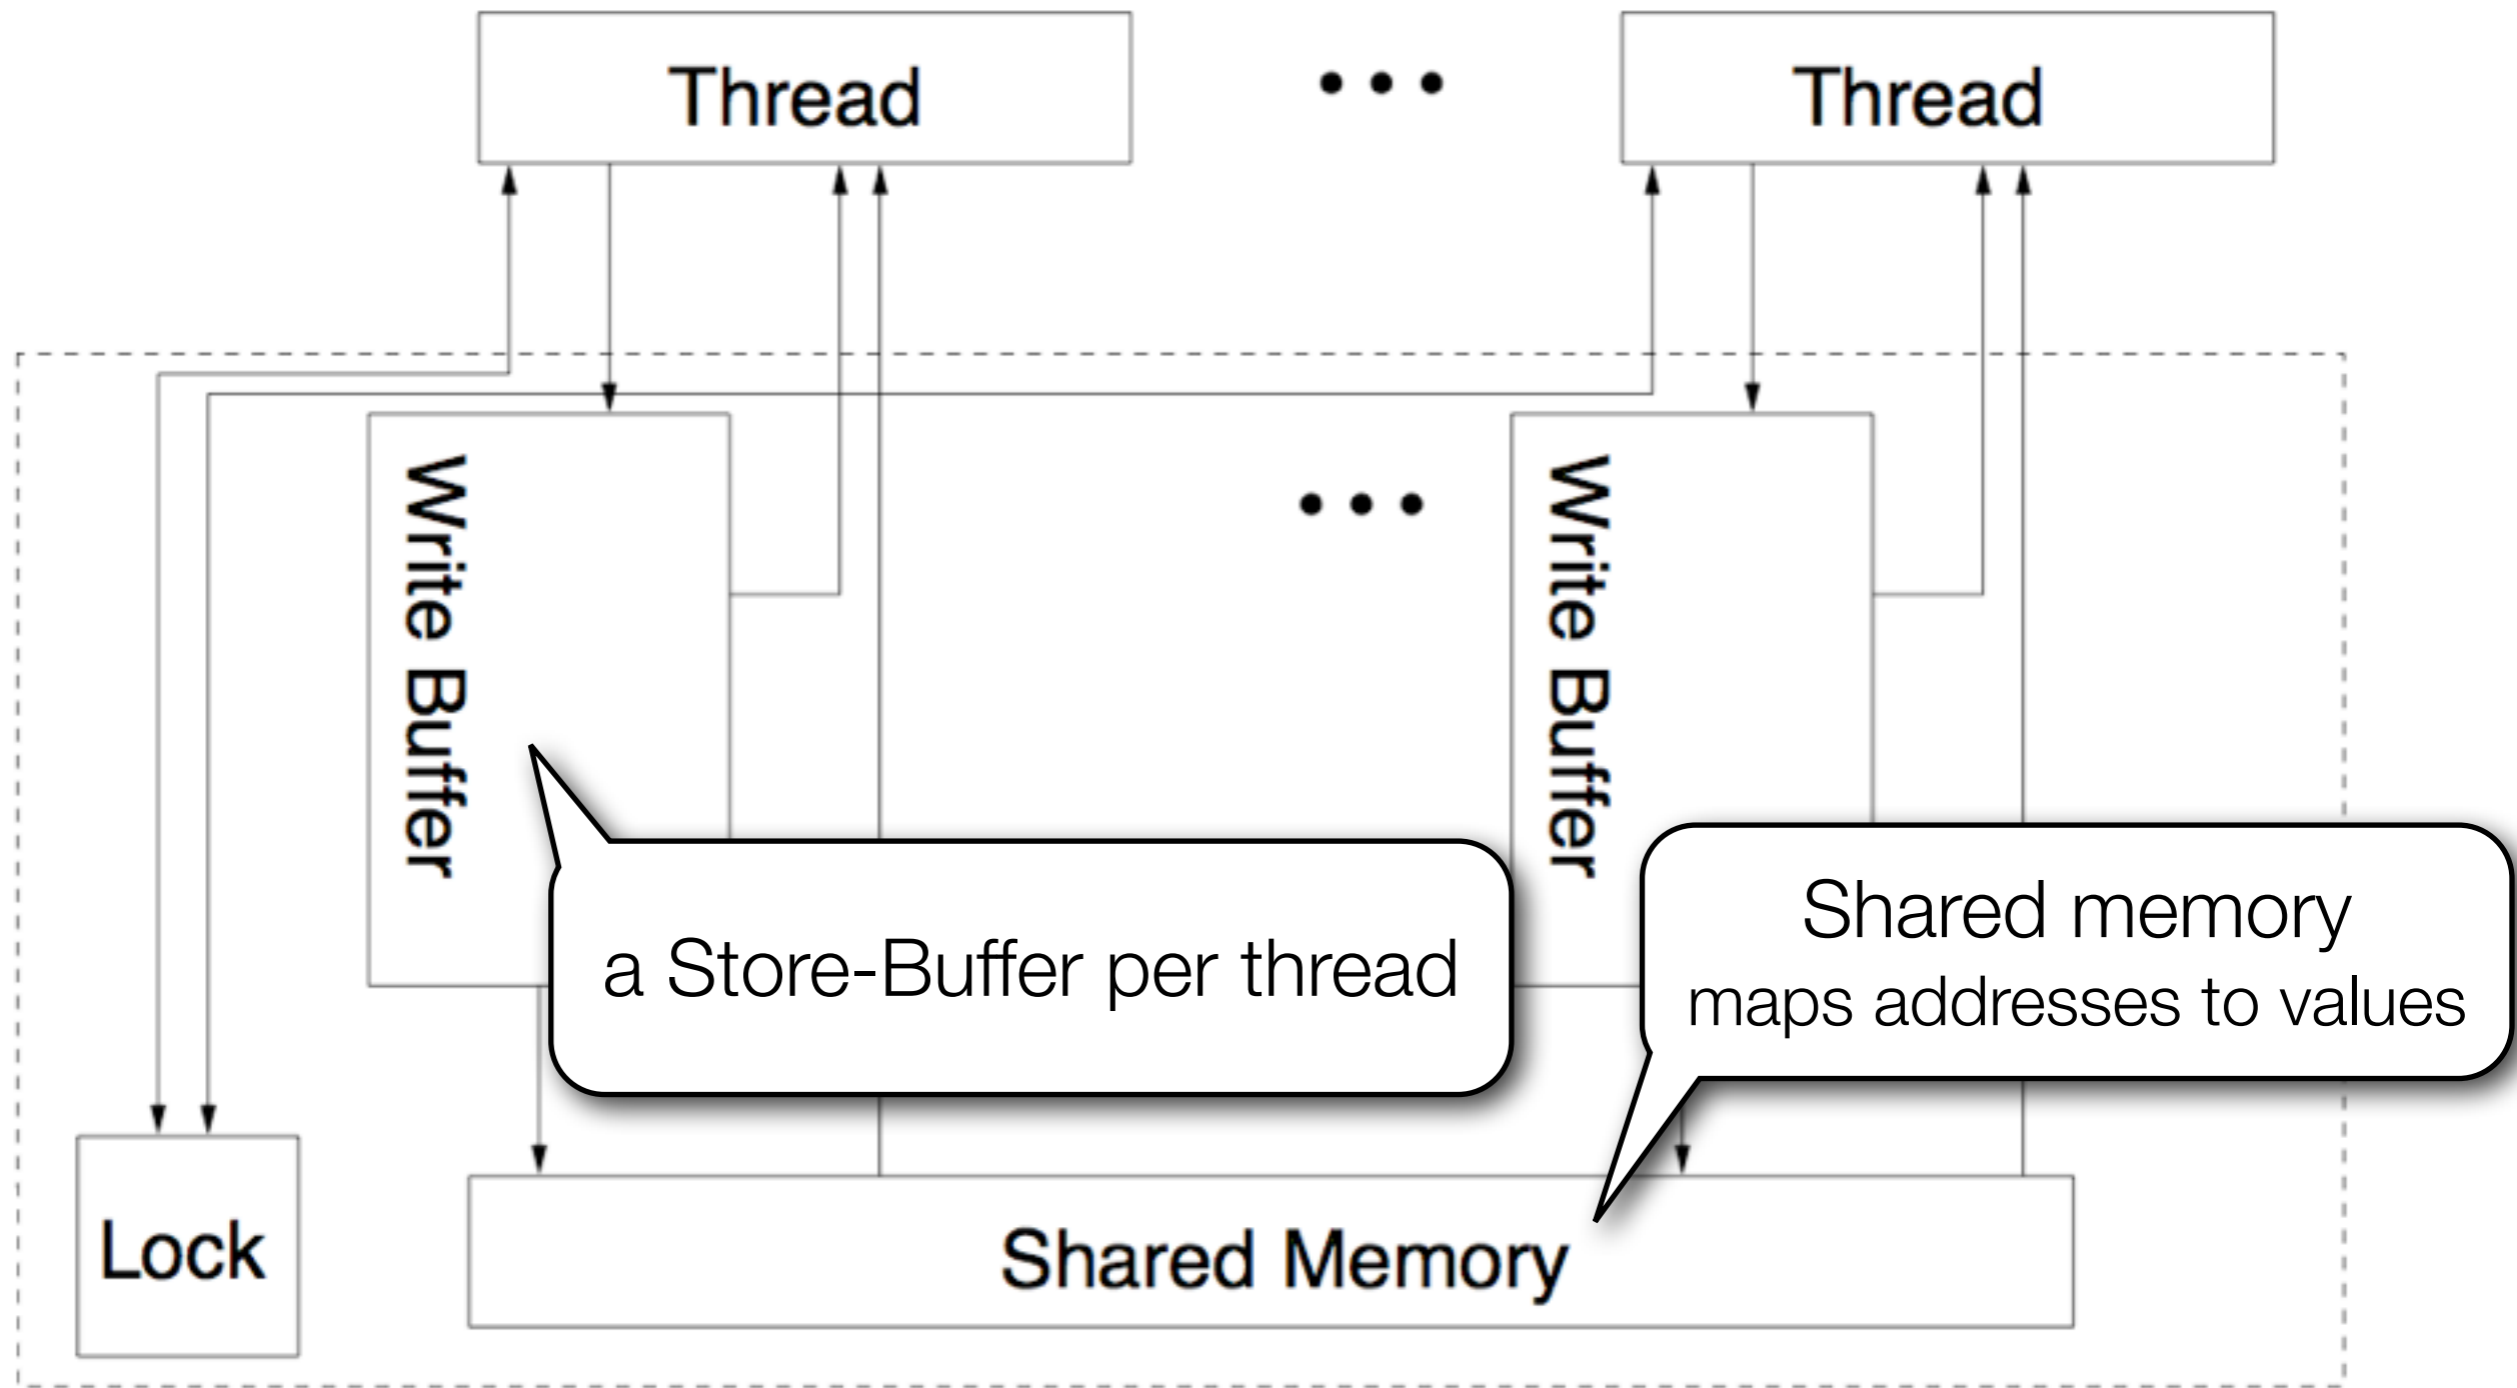 Thread
• • •
Thread
Write Buffer
• • •
Write Buffer
a Store-Buffer per thread
Shared memory
maps addresses to values
Lock
Shared Memory